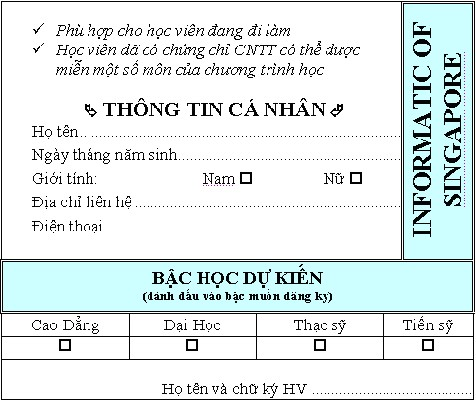 ✓ Phù hợp cho học viên đang đi làm
✓ Học viên đã có chứng chỉ CNTT có thể được
miễn một số môn của chương trình học
THÔNG TIN CÁ NHÂN
Họ tên
Ngày tháng năm sinh
Giới tính: Nam □ Nữ □
Địa chỉ liên hệ
Điện thoại
INFORMATIC OF
SINGAPORE
BẬC HỌC DỰ KIẾN
(đánh dấu vào bậc muốn đăng ký)
Cao Đẳng Đại Học Thạc sỹ Tiến sỹ
□ □ □ □
Họ tên và chữ ký HV